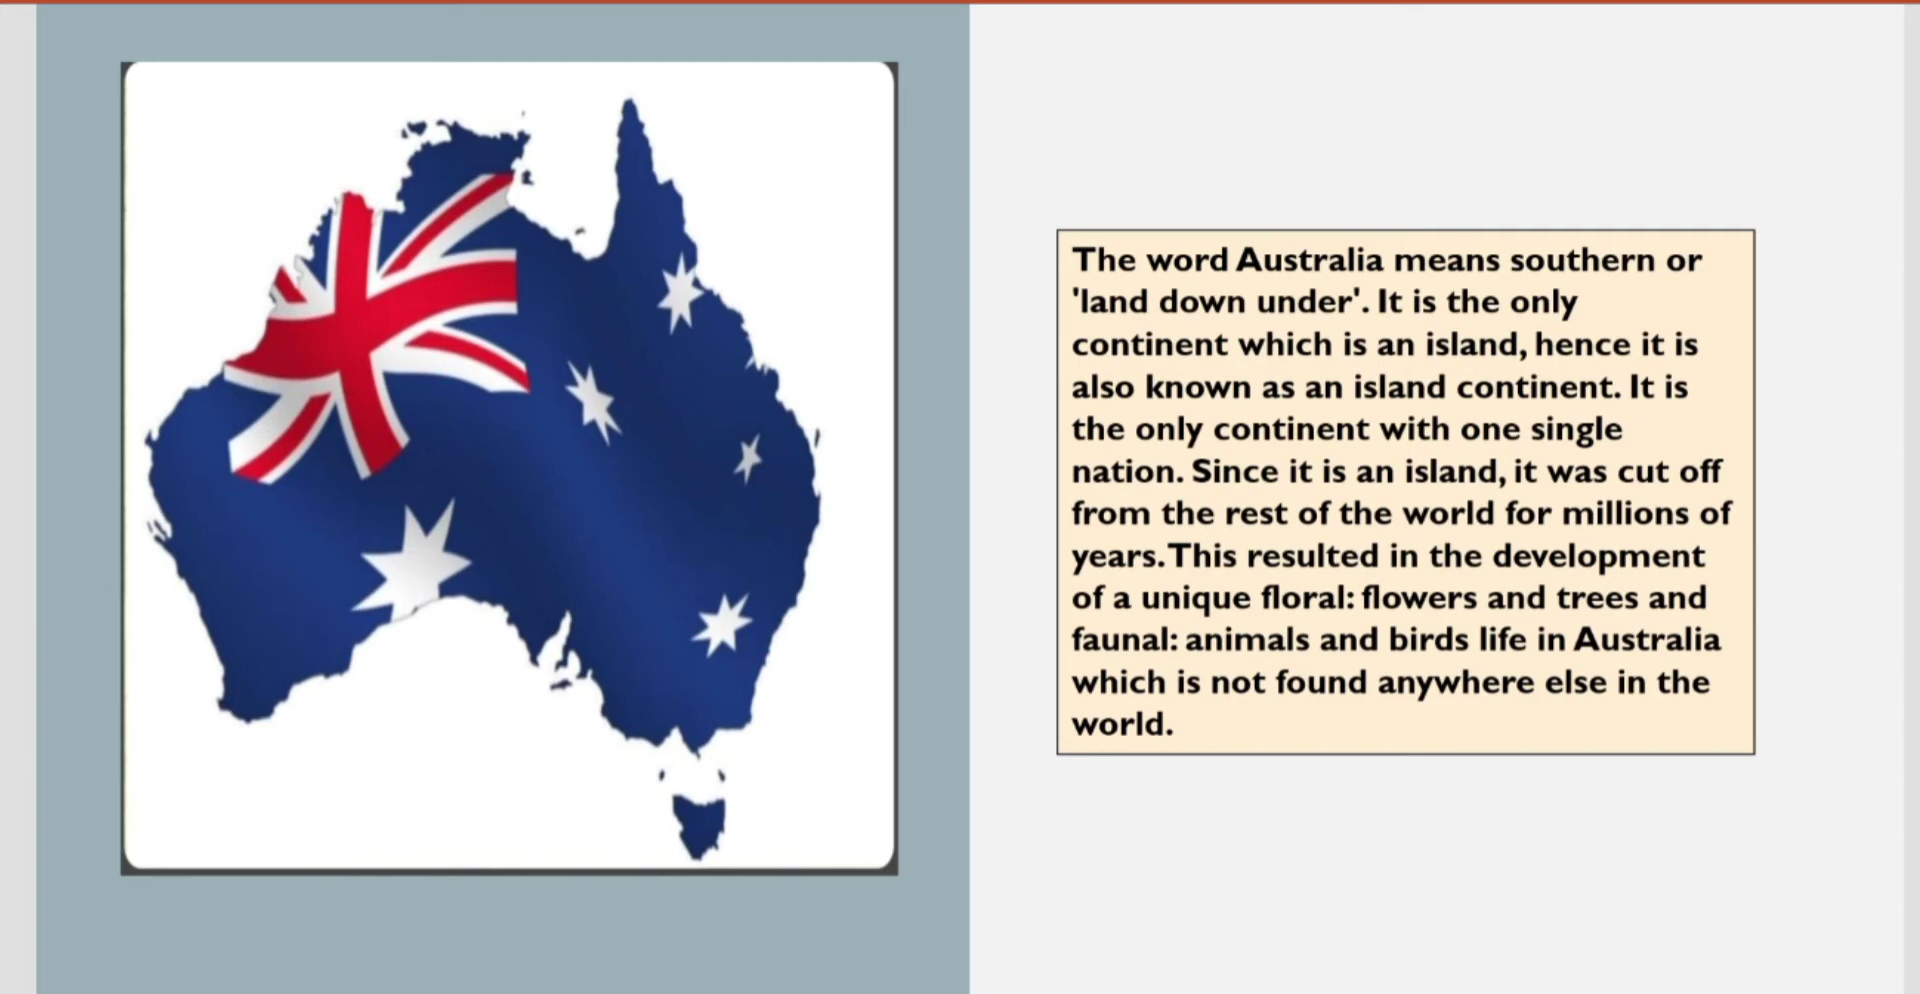 The word Australia means southern or
'land down under'. It is the only
continent which is an island, hence it is
also known as an island continent. It is
the only continent with one single
nation. Since it is an island, it was cut off
from the rest of the world for millions of
years. This resulted in the development
of a unique floral: flowers and trees and
faunal: animals and birds life in Australia
which is not found anywhere else in the
world.